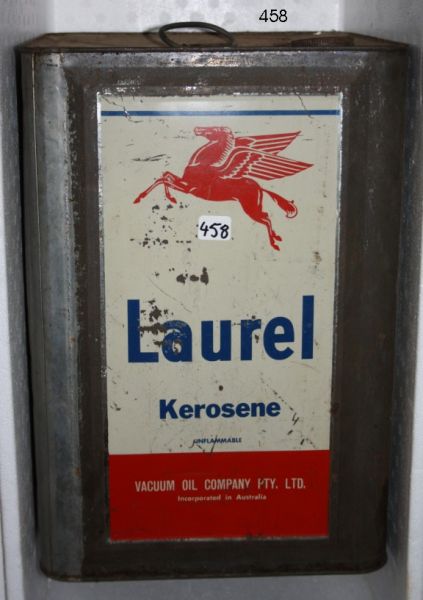 458
458
Laurel
Kerosene
UNFLAMMABLE
VACUUM OIL COMPANY PTY. LTD.
Incorporated in Australia